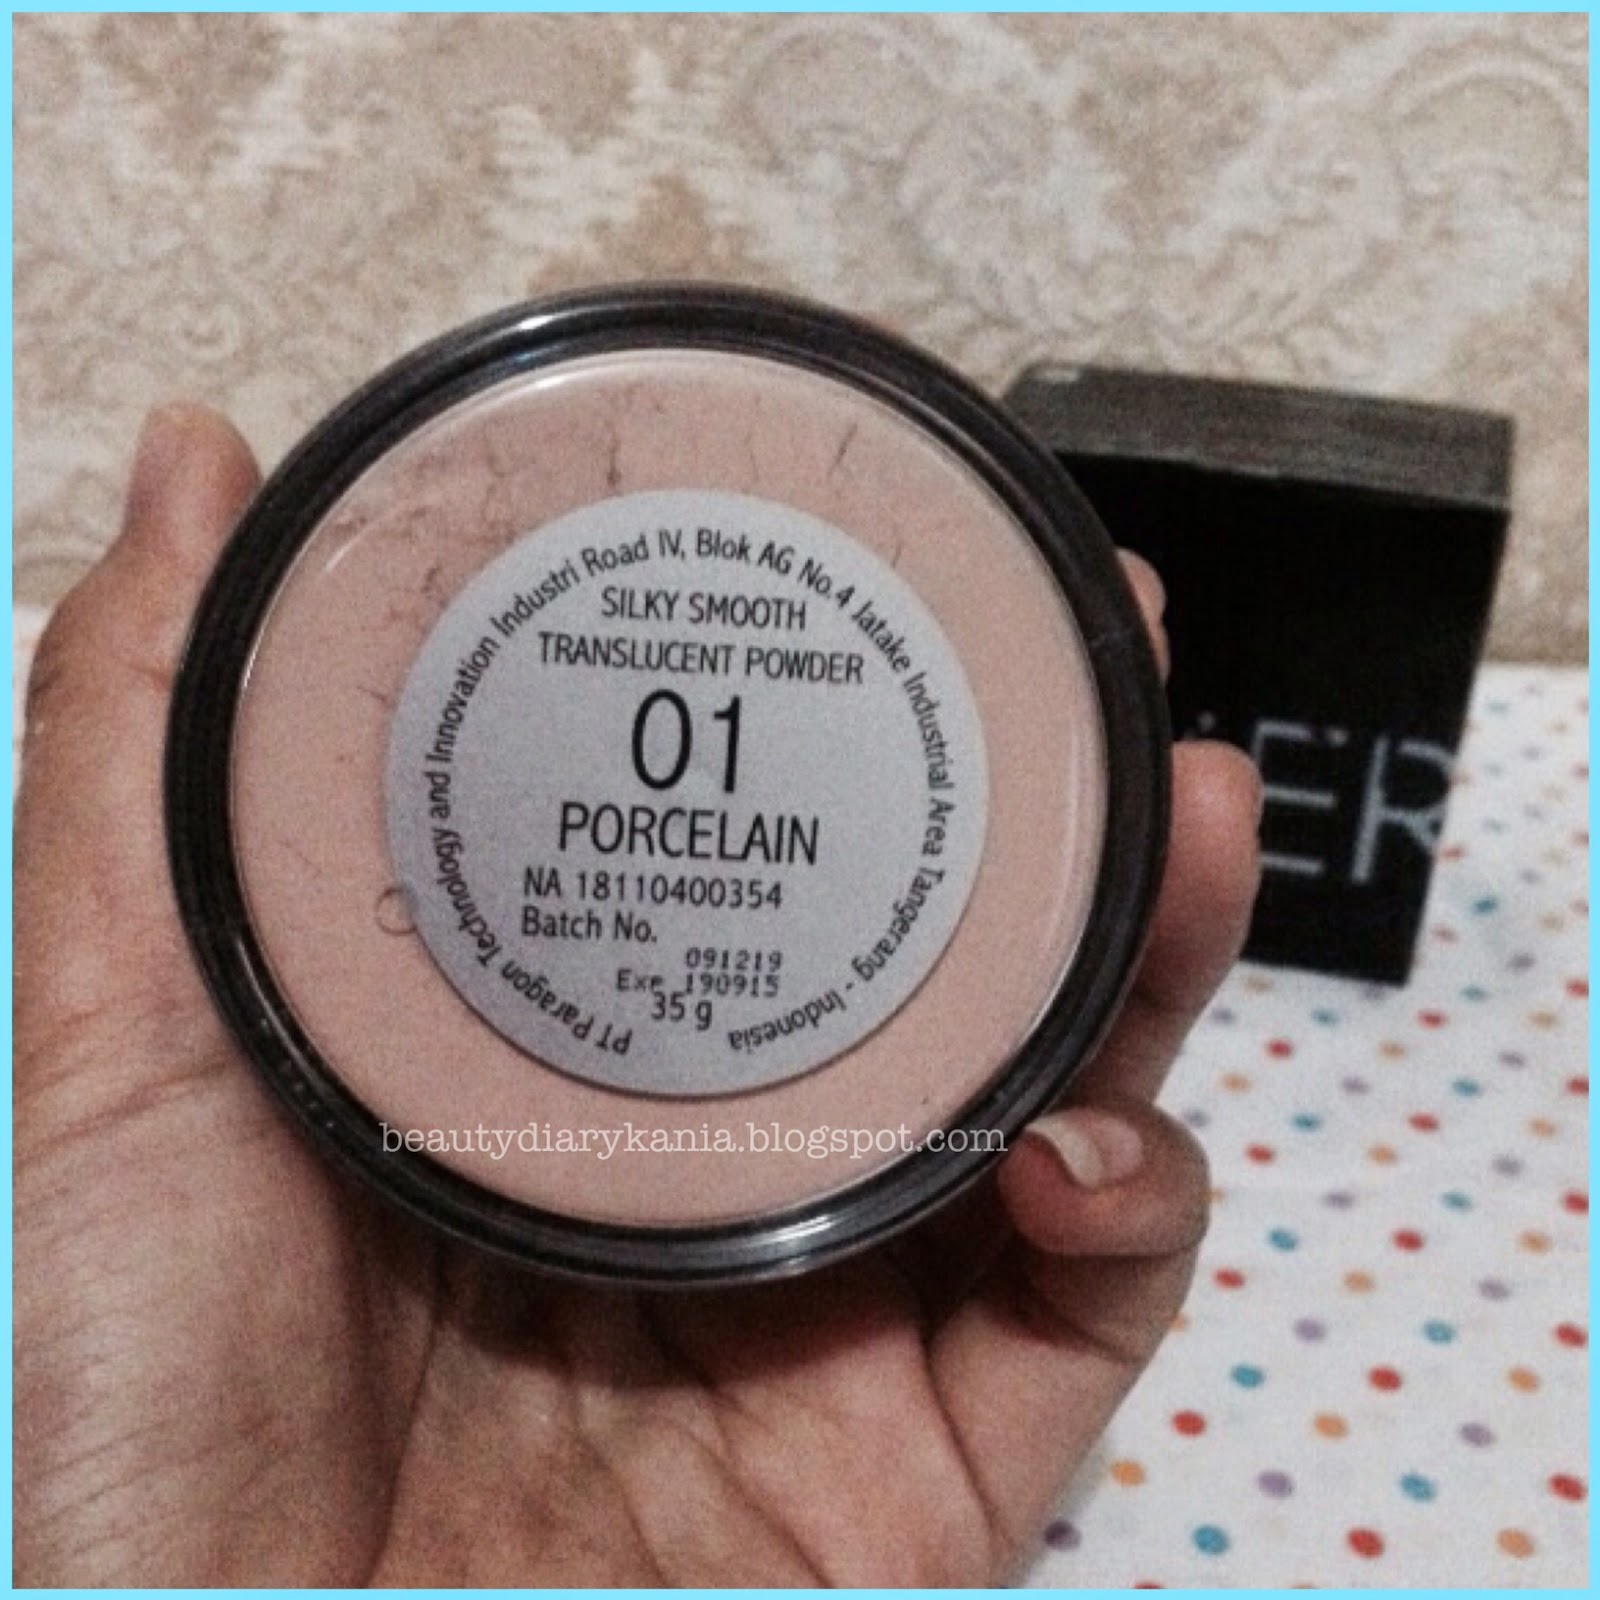 PT Paragon Technology and Innovation Industri Road IV, Blok AG No.4 Jatake Industrial Area Tangerang - Indonesia
SILKY SMOOTH
TRANSLUCENT POWDER
01
PORCELAIN
NA 18110400354
Batch No.
091219
Exe 190915
35 g
ER
beautydiarykania.blogspot.com